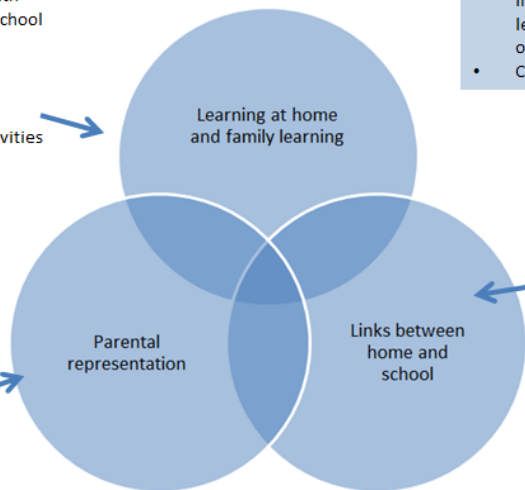 chool
vities
•
Learning at home
and family learning
Parental
representation
Links between
home and
school